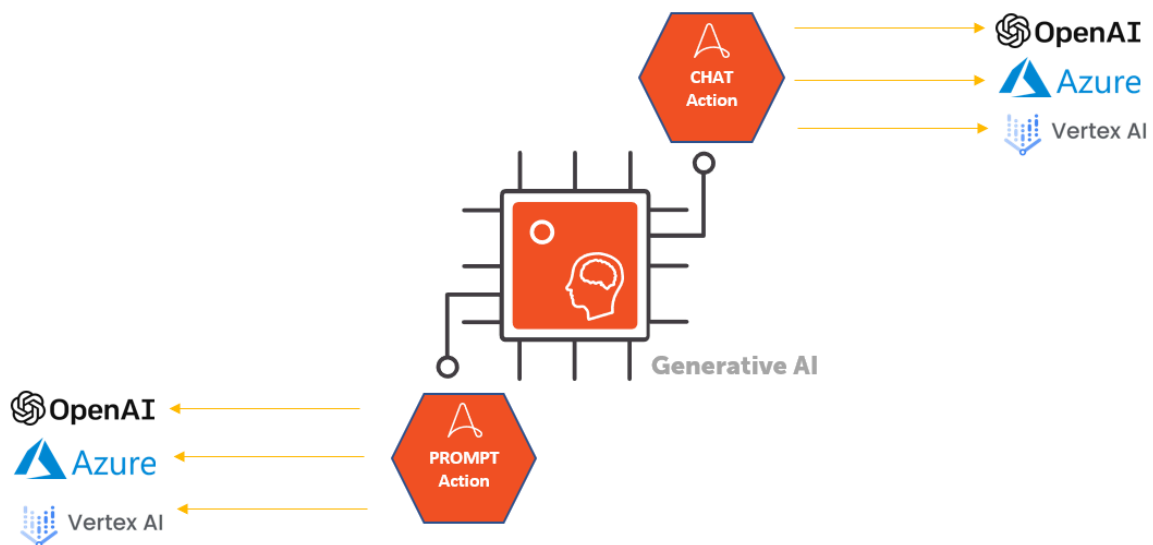 CHAT
Action
OpenAI
Azure
Vertex AI
Generative AI
PROMPT
Action
OpenAI
Azure
Vertex AI